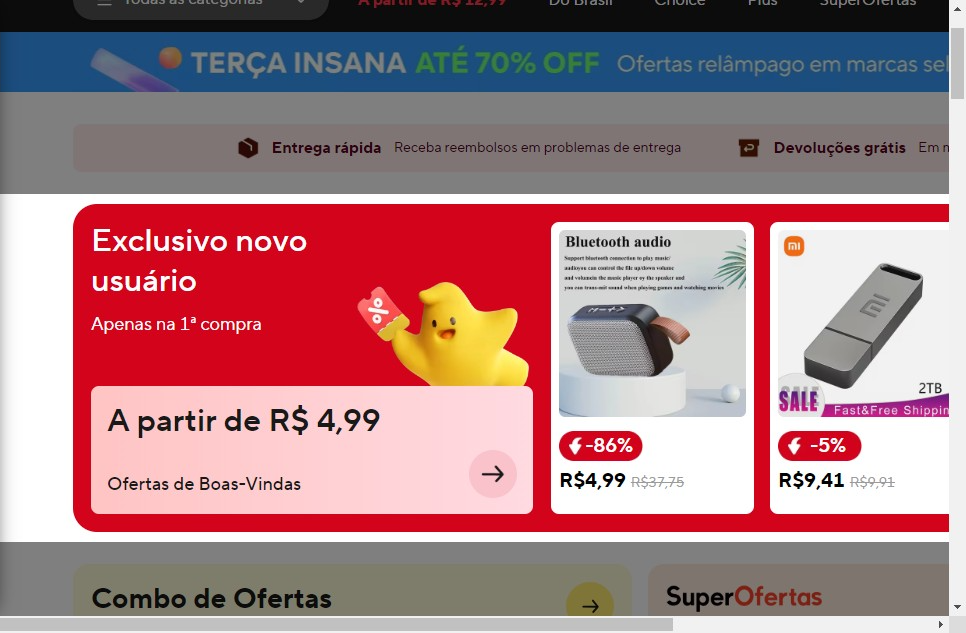 Todas as categorias
A partir de R$ 12,99
Do Brasil
Choice
Plus
SuperOfertas
TERÇA INSANA ATÉ 70% OFF Ofertas relâmpago em marcas sel
Entrega rápida Receba reembolsos em problemas de entrega
Devoluções grátis Em
Exclusivo novo
usuário
Apenas na 1ª compra
%
A partir de R$ 4,99
Ofertas de Boas-Vindas
Bluetooth audio
Support bluetooth connection to play music/
audioyou can control the file up/down volume
and volumein the music player by the speaker and
you can trans-mit sound when playing games and watching movies
-86%
R$4,99 R$37,75
mi
2TB
SALE
Fast&Free Shippin
-5%
R$9,41 R$9,91
Combo de Ofertas
SuperOfertas